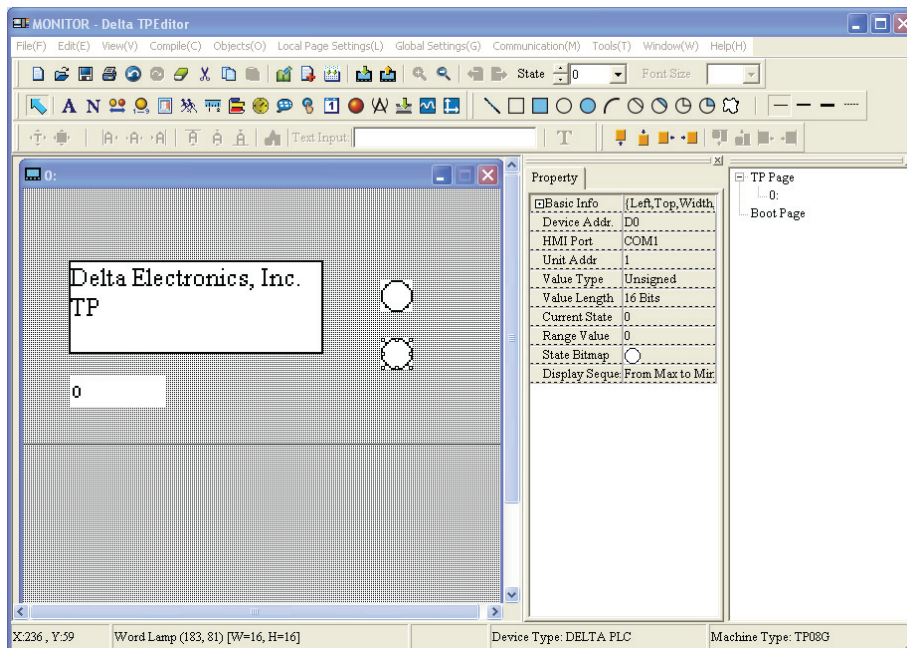 MONITOR - Delta TPEditor
File(F) Edit(E) View(V) Compile(C) Objects(O) Local Page Settings(L) Global Settings(G) Communication(M) Tools(T) Window(W) Help(H)
State 0 Font Size
A N
Text Input: T
0:
Delta Electronics, Inc.
TP
0
Property
Basic Info {Left,Top,Width,
Device Addr. D0
HMI Port COM1
Unit Addr 1
Value Type Unsigned
Value Length 16 Bits
Current State 0
Range Value 0
State Bitmap
Display Seque From Max to Mir
TP Page
0:
Boot Page
X:236 , Y:59 Word Lamp (183, 81) [W=16, H=16] Device Type: DELTA PLC Machine Type: TP08G